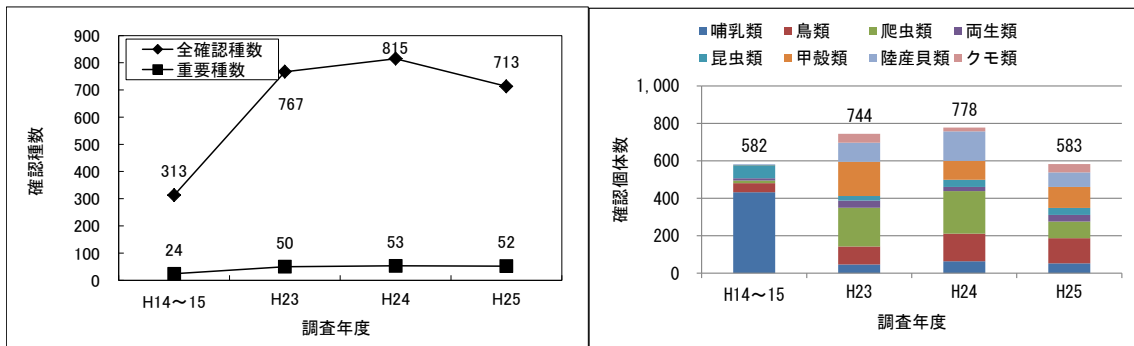 900
800
700
600
500
400
300
200
100
0
確認種数
全確認種数
重要種数
313
767
815
713
24
50
53
52
H14～15
H23
H24
H25
調査年度
哺乳類
鳥類
爬虫類
両生類
昆虫類
甲殻類
陸産貝類
クモ類
1,000
800
600
400
200
0
確認個体数
582
744
778
583
H14～15
H23
H24
H25
調査年度